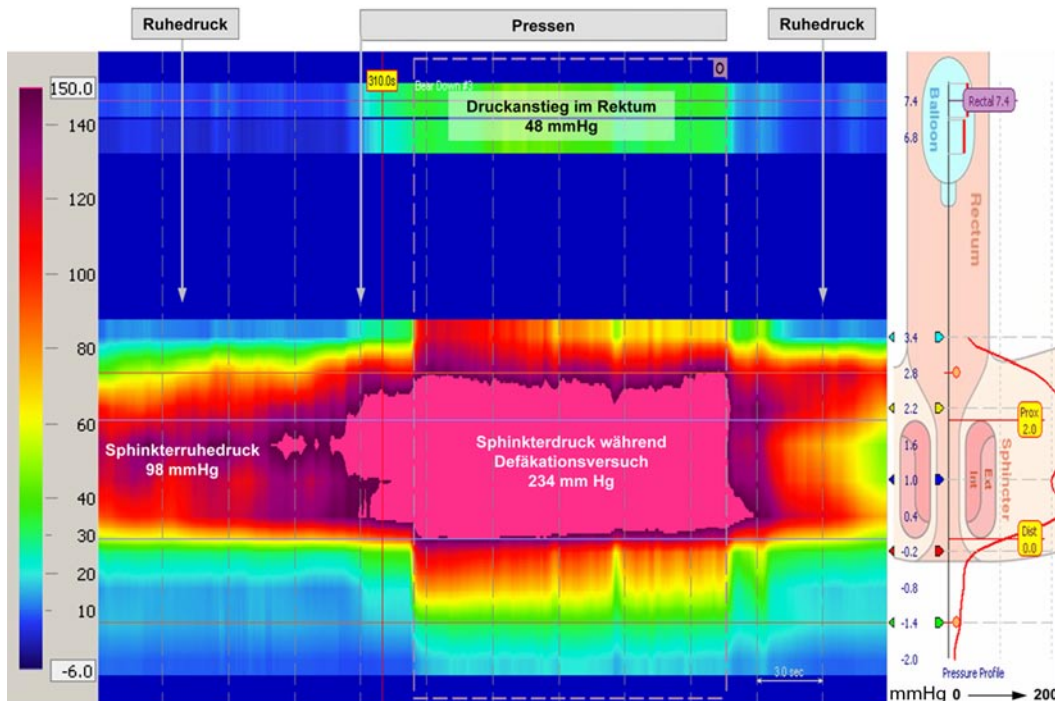 Ruhedruck
Pressen
Ruhedruck
150.0
140
120
100
80
60
40
30
20
10
-6.0
310.0s
Bear Down #3
O
Druckanstieg im Rektum
48 mmHg
Sphinkterruhedruck
98 mmHg
Sphinkterdruck während
Defäkationsversuch
234 mm Hg
3.0 sec
7.4
6.8
3.4
2.8
2.2
1.6
1.0
0.4
-0.2
-0.8
-1.4
-2.0
Balloon
Rectal 7.4
Rectum
Prox
2.0
Sphincter
Ext
Int
Dist
0.0
Pressure Profile
mmHg 0 200